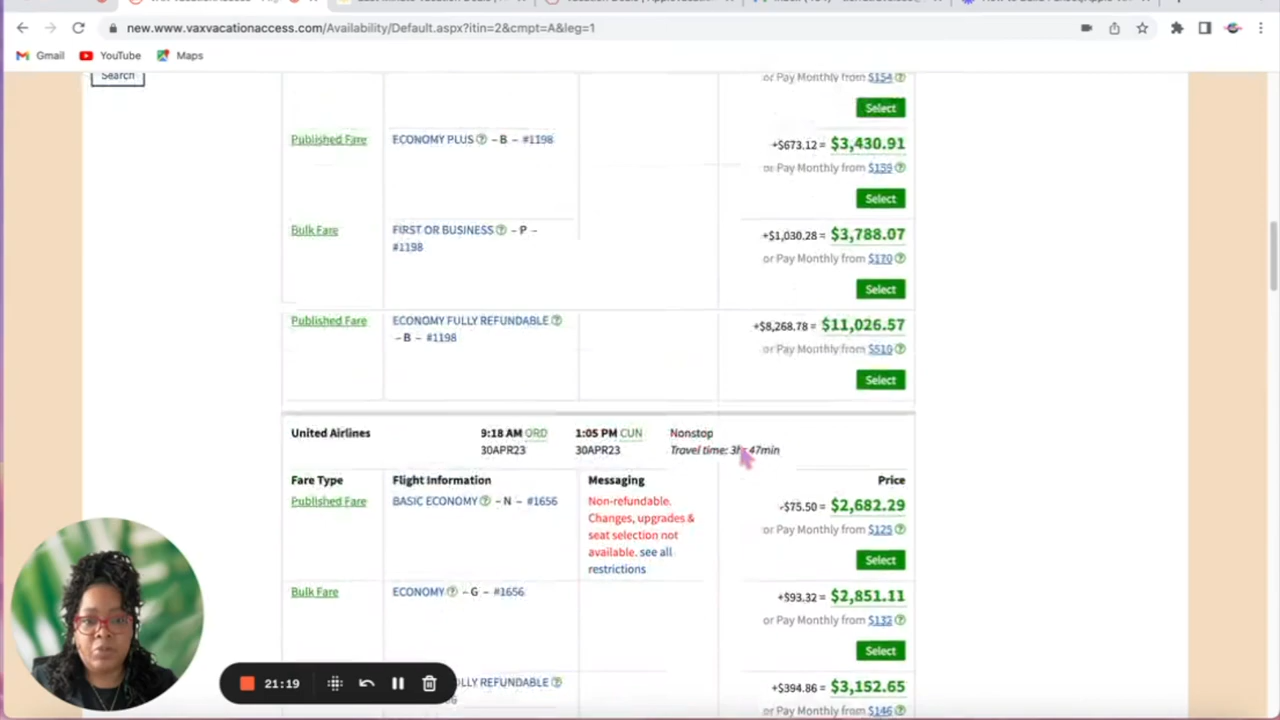 new.vaxvacationaccess.com/Availability/Default.aspx?itin=2&cmpt=A&leg=1
Gmail YouTube Maps
Search
or Pay Monthly from $154
Select
Published Fare ECONOMY PLUS – B – #1198 +$673.12 = $3,430.91
or Pay Monthly from $159
Select
Bulk Fare FIRST OR BUSINESS – P – +$1,030.28 = $3,788.07
#1198
or Pay Monthly from $170
Select
Published Fare ECONOMY FULLY REFUNDABLE +$8,268.78 = $11,026.57
– B – #1198
or Pay Monthly from $510
Select
United Airlines 9:18 AM ORD 1:05 PM CUN Nonstop
30APR23 30APR23 Travel time: 3hr 47min
Fare Type Flight Information Messaging Price
Published Fare BASIC ECONOMY – N – #1656 Non-refundable. -$75.50 = $2,682.29
Changes, upgrades &
seat selection not or Pay Monthly from $125
available. see all Select
restrictions
Bulk Fare ECONOMY – G – #1656 +$93.32 = $2,851.11
or Pay Monthly from $132
Select
LLY REFUNDABLE +$394.86 = $3,152.65
or Pay Monthly from $146
21:19